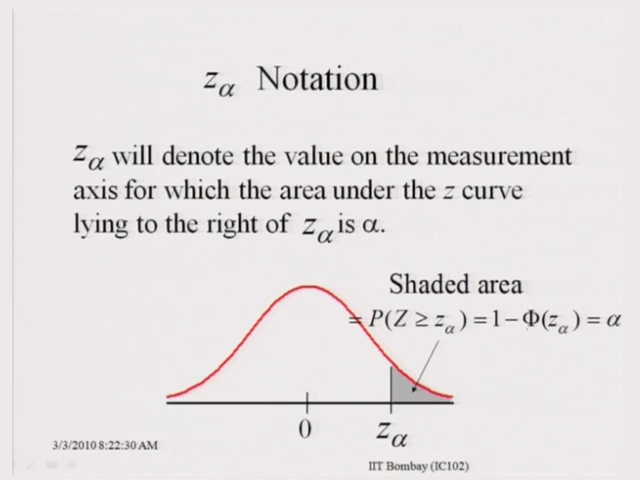 zα Notation
zα will denote the value on the measurement
axis for which the area under the z curve
lying to the right of zα is α.
Shaded area
= P(Z ≥ zα) = 1 − Φ(zα) = α
0
zα
3/3/2010 8:22:30 AM
IIT Bombay (IC102)